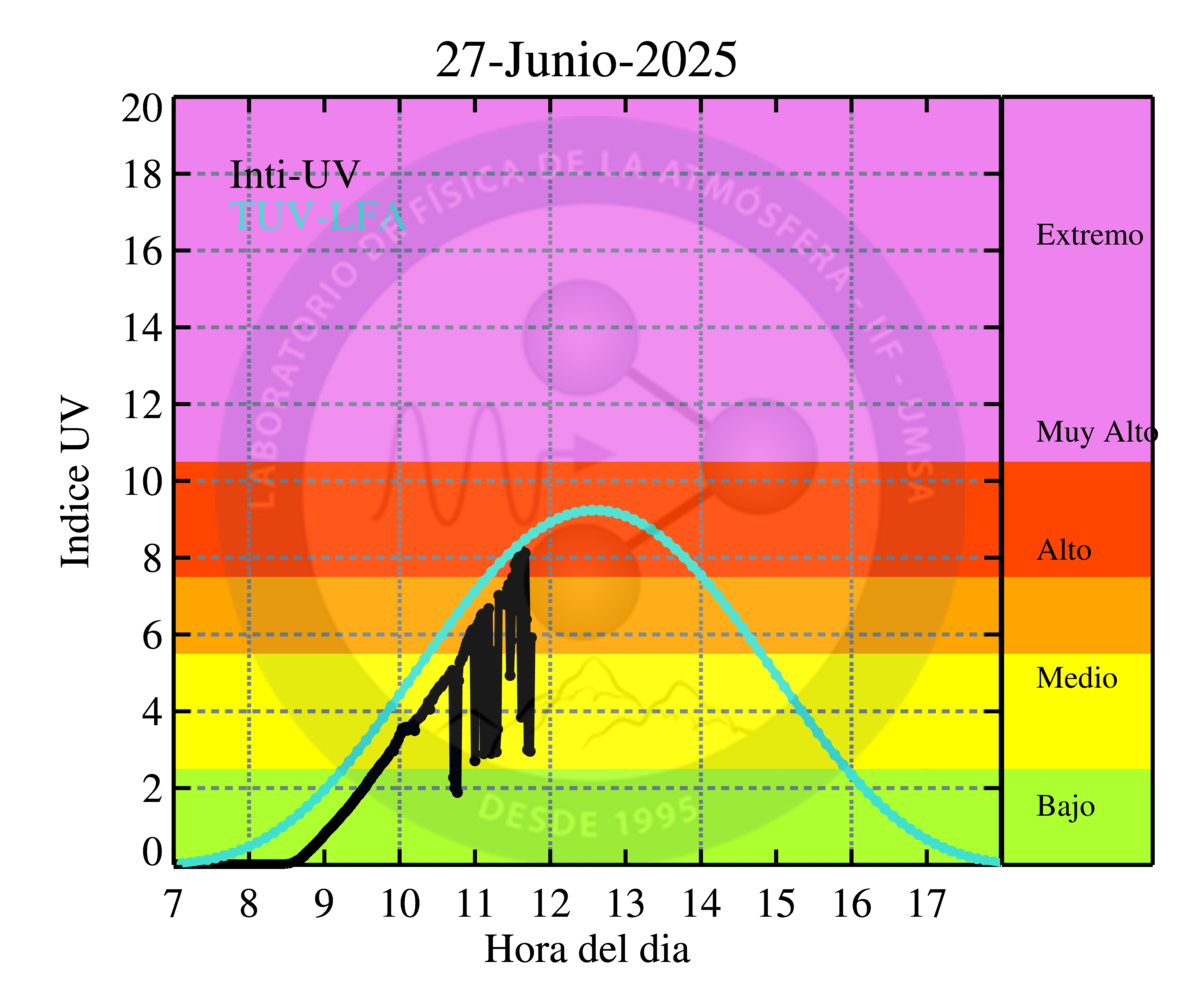 27-Junio-2025
20
18
16
14
12
10
8
6
4
2
0
Indice UV
Inti-UV
TUV-LFA
LABORATORIO DE FÍSICA DE LA ATMÓSFERA - IIF - UMSA
DESDE 1995
Extremo
Muy Alto
Alto
Medio
Bajo
7 8 9 10 11 12 13 14 15 16 17
Hora del dia